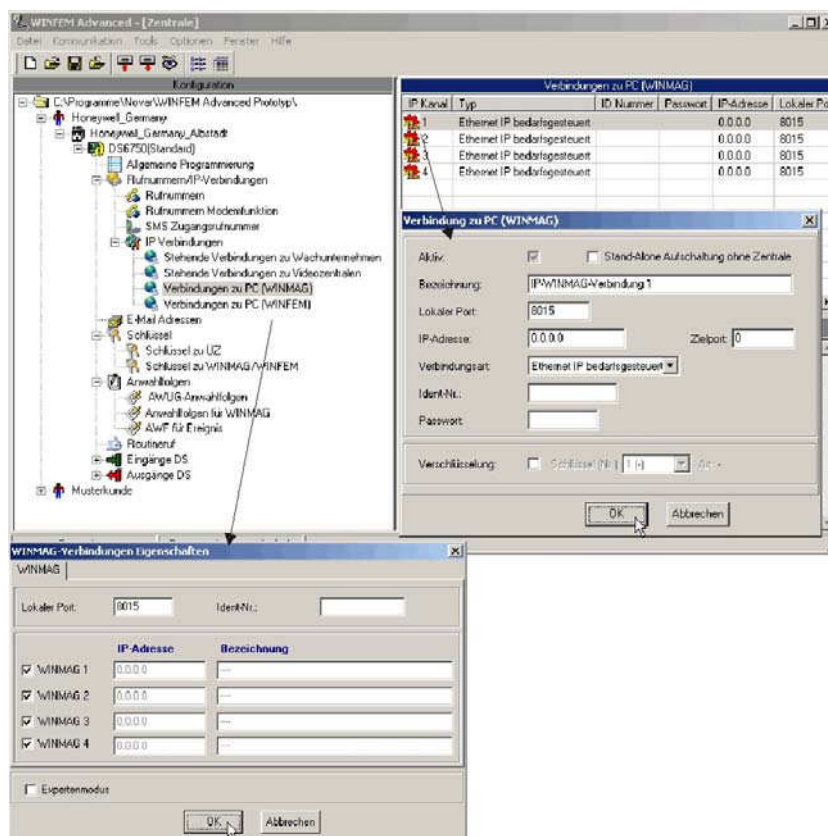 WINFEM Advanced - [Zentrale]
Datei Kommunikation Tools Optionen Fenster Hilfe
Konfiguration
C:\Programme\Novar\WINFEM Advanced Prototyp\
Honeywell_Germany
Honeywell_Germany_Albstadt
DS6750(Standard)
Allgemeine Programmierung
Rufnummern/IP-Verbindungen
Rufnummern
Rufnummern Modemfunktion
SMS Zugangsrufnummer
IP Verbindungen
Stehende Verbindungen zu Wachunternehmen
Stehende Verbindungen zu Videozentralen
Verbindungen zu PC (WINMAG)
Verbindungen zu PC (WINFEM)
E-Mail Adressen
Schlüssel
Schlüssel zu ÜZ
Schlüssel zu WINMAG/WINFEM
Anwahlfolgen
AWUG-Anwahlfolgen
Anwahlfolgen für WINMAG
AWF für Ereignis
Routineruf
Eingänge DS
Ausgänge DS
Musterkunde
Verbindungen zu PC (WINMAG)
IP Kanal Typ ID Nummer Passwort IP-Adresse Lokaler Po
1 Ethernet IP bedarfsgesteuert 0.0.0.0 8015
2 Ethernet IP bedarfsgesteuert 0.0.0.0 8015
3 Ethernet IP bedarfsgesteuert 0.0.0.0 8015
4 Ethernet IP bedarfsgesteuert 0.0.0.0 8015
Verbindung zu PC (WINMAG)
Aktiv: Stand-Alone Aufschaltung ohne Zentrale
Bezeichnung: IP-WINMAG-Verbindung 1
Lokaler Port: 8015
IP-Adresse: 0.0.0.0 Zielport: 0
Verbindungsart: Ethernet IP bedarfsgesteuert
Ident-Nr.:
Passwort:
Verschlüsselung: Schlüssel (Nr.) 1 (-)
OK Abbrechen
WINMAG-Verbindungen Eigenschaften
WINMAG
Lokaler Port: 8015 Ident-Nr.:
IP-Adresse Bezeichnung
WINMAG 1 0.0.0.0 ---
WINMAG 2 0.0.0.0 ---
WINMAG 3 0.0.0.0 ---
WINMAG 4 0.0.0.0 ---
Expertenmodus
OK Abbrechen